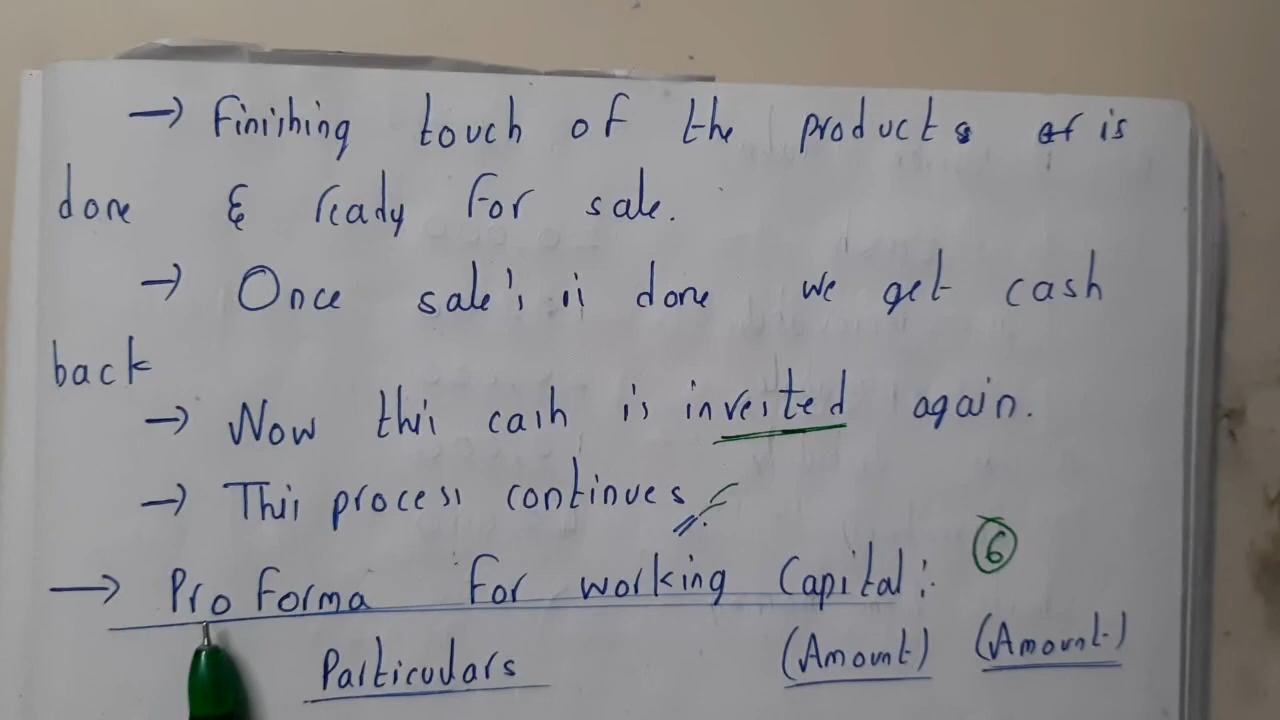 → Finishing touch of the products is
done & ready for sale.
→ Once sale's is done we get cash
back
→ Now this cash is invested again.
→ This process continues
→ Pro forma for working Capital:
6
Particulars (Amount) (Amount)